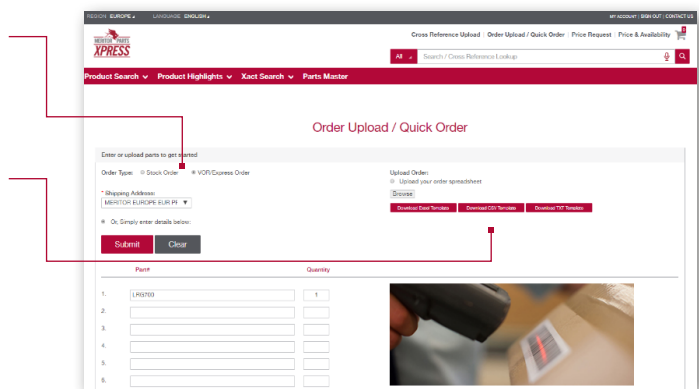 REGION EUROPE LANGUAGE ENGLISH MY ACCOUNT | SIGN OUT | CONTACT US
MERITOR PARTS
XPRESS
Cross Reference Upload | Order Upload / Quick Order | Price Request | Price & Availability
All Search / Cross Reference Lookup
Product Search Product Highlights Xact Search Parts Master
Order Upload / Quick Order
Enter or upload parts to get started
Order Type: Stock Order VOR/Express Order
Upload Order:
Upload your order spreadsheet
* Shipping Address:
Browse
MERITOR EUROPE EUR PF
Download Excel Template Download CSV Template Download TXT Template
Or, Simply enter details below:
Submit Clear
Part# Quantity
1. LRG700 1
2.
3.
4.
5.
6.